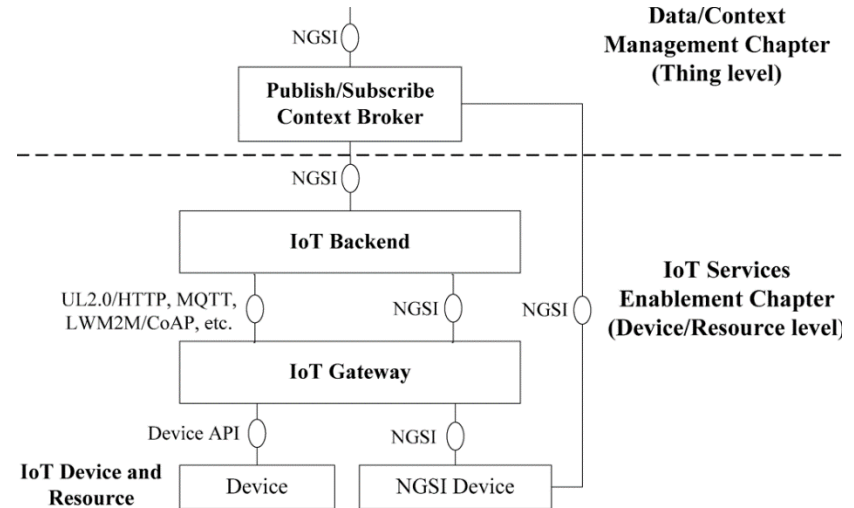 Data/Context
Management Chapter
(Thing level)
NGSI
Publish/Subscribe
Context Broker
NGSI
IoT Backend
IoT Services
Enablement Chapter
(Device/Resource level)
UL2.0/HTTP, MQTT,
LWM2M/CoAP, etc.
NGSI
NGSI
IoT Gateway
Device API
NGSI
IoT Device and
Resource
Device
NGSI Device